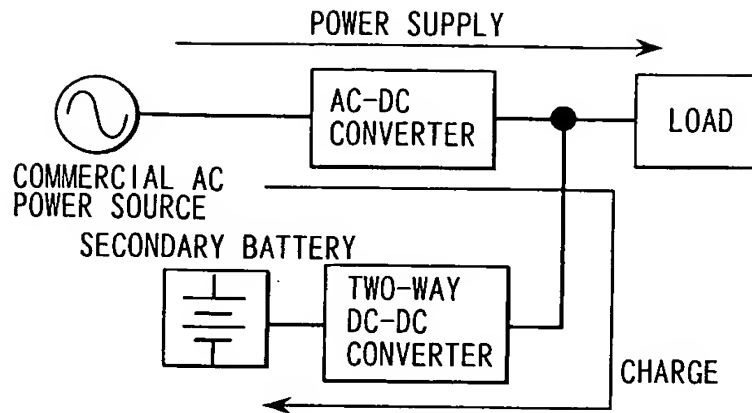 POWER SUPPLY
AC-DC
CONVERTER
LOAD
COMMERCIAL AC
POWER SOURCE
SECONDARY BATTERY
TWO-WAY
DC-DC
CONVERTER
CHARGE